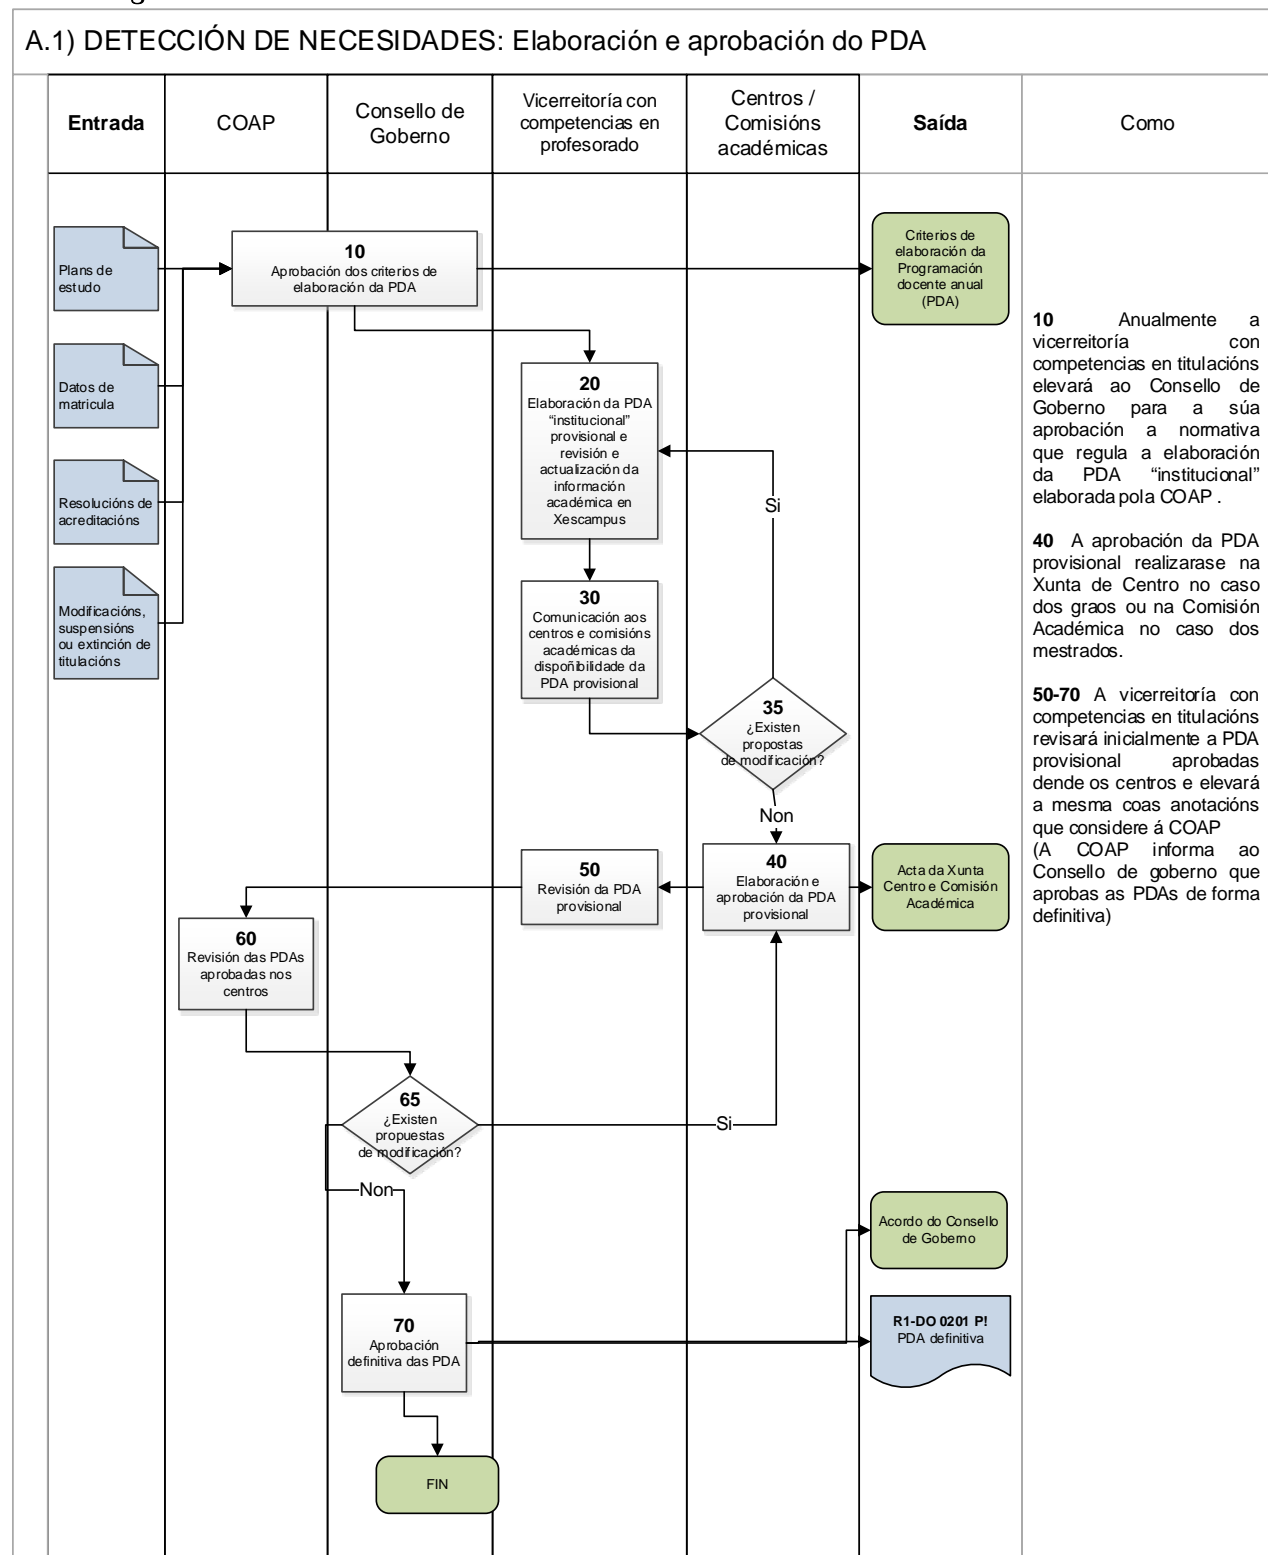 A.1) DETECCIÓN DE NECESIDADES: Elaboración e aprobación do PDA
Entrada
COAP
Consello de
Goberno
Vicerreitoría con
competencias en
profesorado
Centros /
Comisións
académicas
Saída
Como
Plans de
estudo
Datos de
matricula
Resolucións de
acreditacións
Modificacións,
suspensións
ou extinción de
titulacións
10
Aprobación dos criterios de
elaboración da PDA
Criterios de
elaboración da
Programación
docente anual
(PDA)
20
Elaboración da PDA
“institucional”
provisional e
revisión e
actualización da
información
académica en
Xescampus
Si
30
Comunicación aos
centros e comisións
académicas da
dispoñibilidade da
PDA provisional
35
¿Existen
propostas
de modificación?
Non
40
Elaboración e
aprobación da PDA
provisional
Acta da Xunta
Centro e Comisión
Académica
50
Revisión da PDA
provisional
60
Revisión das PDAs
aprobadas nos
centros
65
¿Existen
propuestas
de modificación?
Si
Non
70
Aprobación
definitiva das PDA
Acordo do Consello
de Goberno
R1-DO 0201 P!
PDA definitiva
FIN
10 Anualmente a
vicerreitoría con
competencias en titulacións
elevará ao Consello de
Goberno para a súa
aprobación a normativa
que regula a elaboración
da PDA “institucional”
elaborada pola COAP .
40 A aprobación da PDA
provisional realizarase na
Xunta de Centro no caso
dos graos ou na Comisión
Académica no caso dos
mestrados.
50-70 A vicerreitoría con
competencias en titulacións
revisará inicialmente a PDA
provisional aprobadas
dende os centros e elevará
a mesma coas anotacións
que considere á COAP
(A COAP informa ao
Consello de goberno que
aprobas as PDAs de forma
definitiva)